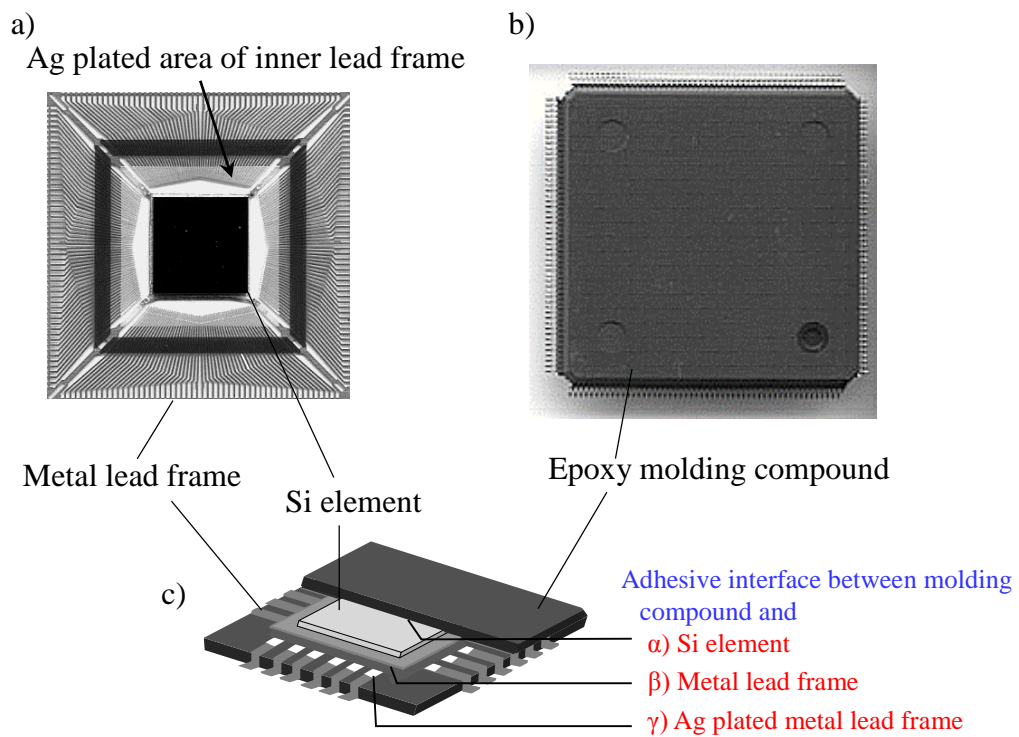 a)
Ag plated area of inner lead frame
b)
Metal lead frame
Si element
Epoxy molding compound
c)
Adhesive interface between molding
compound and
α) Si element
β) Metal lead frame
γ) Ag plated metal lead frame